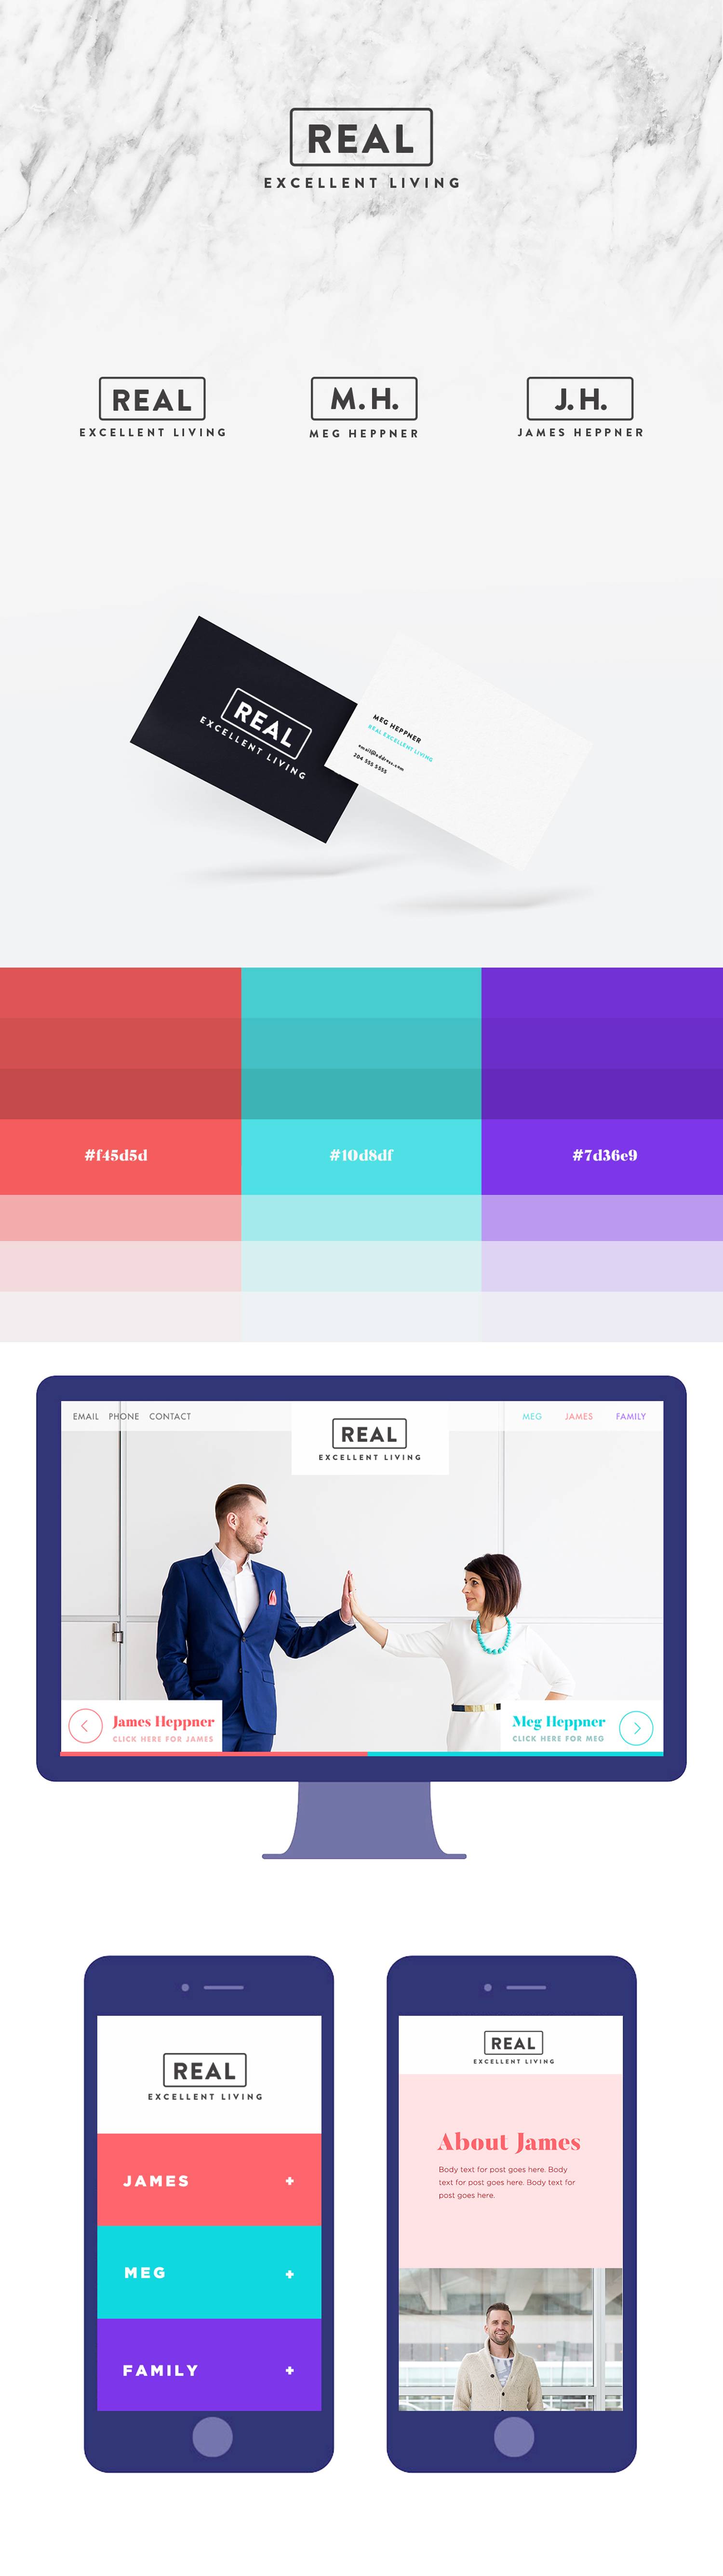 REAL
EXCELLENT LIVING
REAL
EXCELLENT LIVING
M.H.
MEG HEPPNER
J.H.
JAMES HEPPNER
REAL
EXCELLENT LIVING
MEG HEPPNER
REAL EXCELLENT LIVING
email@address.com
204 555 5555
#f45d5d
#10d8df
#7d36e9
EMAIL PHONE CONTACT
REAL
EXCELLENT LIVING
MEG JAMES FAMILY
James Heppner
CLICK HERE FOR JAMES
Meg Heppner
CLICK HERE FOR MEG
REAL
EXCELLENT LIVING
JAMES +
MEG +
FAMILY +
REAL
EXCELLENT LIVING
About James
Body text for post goes here. Body
text for post goes here. Body text for
post goes here.